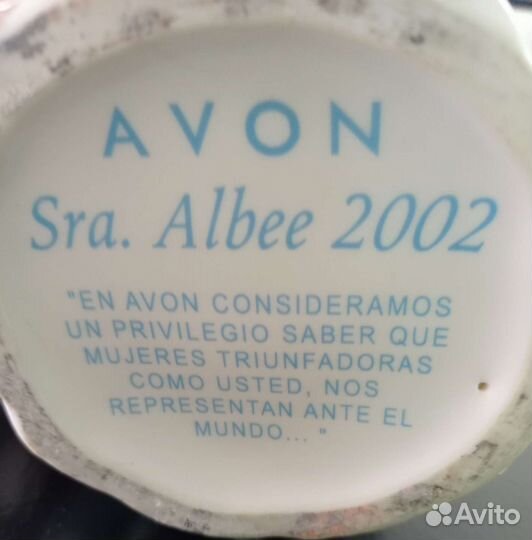 AVON
Sra. Albee 2002
"EN AVON CONSIDERAMOS
UN PRIVILEGIO SABER QUE
MUJERES TRIUNFADORAS
COMO USTED, NOS
REPRESENTAN ANTE EL
MUNDO... "
Avito